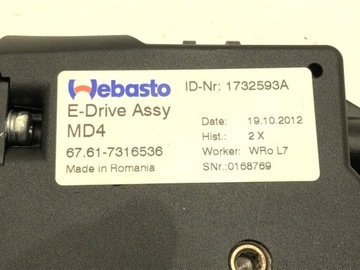 Webasto
ID-Nr: 1732593A
E-Drive Assy
MD4
Date: 19.10.2012
Hist.: 2 X
67.61-7316536
Worker: WRo L7
Made in Romania
SNr.:0168769